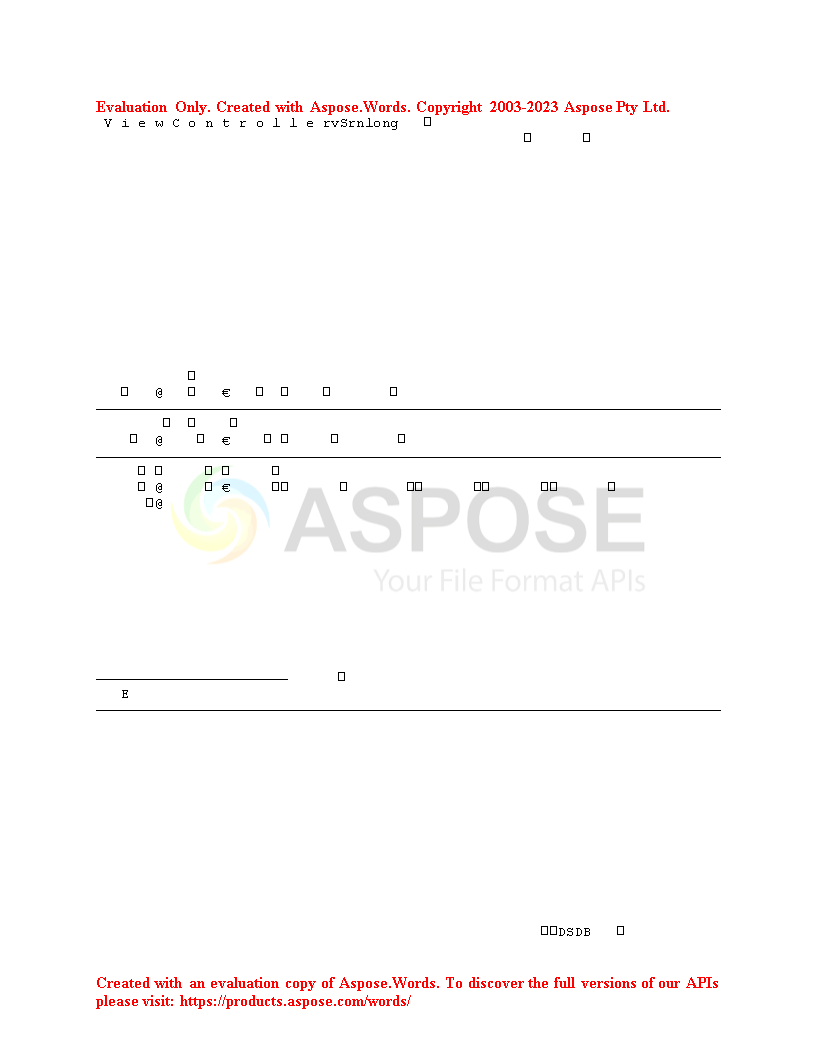 Evaluation Only. Created with Aspose.Words. Copyright 2003-2023 Aspose Pty Ltd.
V i e w C o n t r o l l e rvSrnlong □
□ □
□
□ @ □ € □ □ □ □
□ □ □
□ @ □ € □ □ □ □
□ □ □ □ □
□ @ □ € □□ □ □□ □□ □□ □
□@
ASPOSE
Your File Format APIs
□
E
□□DSDB □
Created with an evaluation copy of Aspose.Words. To discover the full versions of our APIs
please visit: https://products.aspose.com/words/